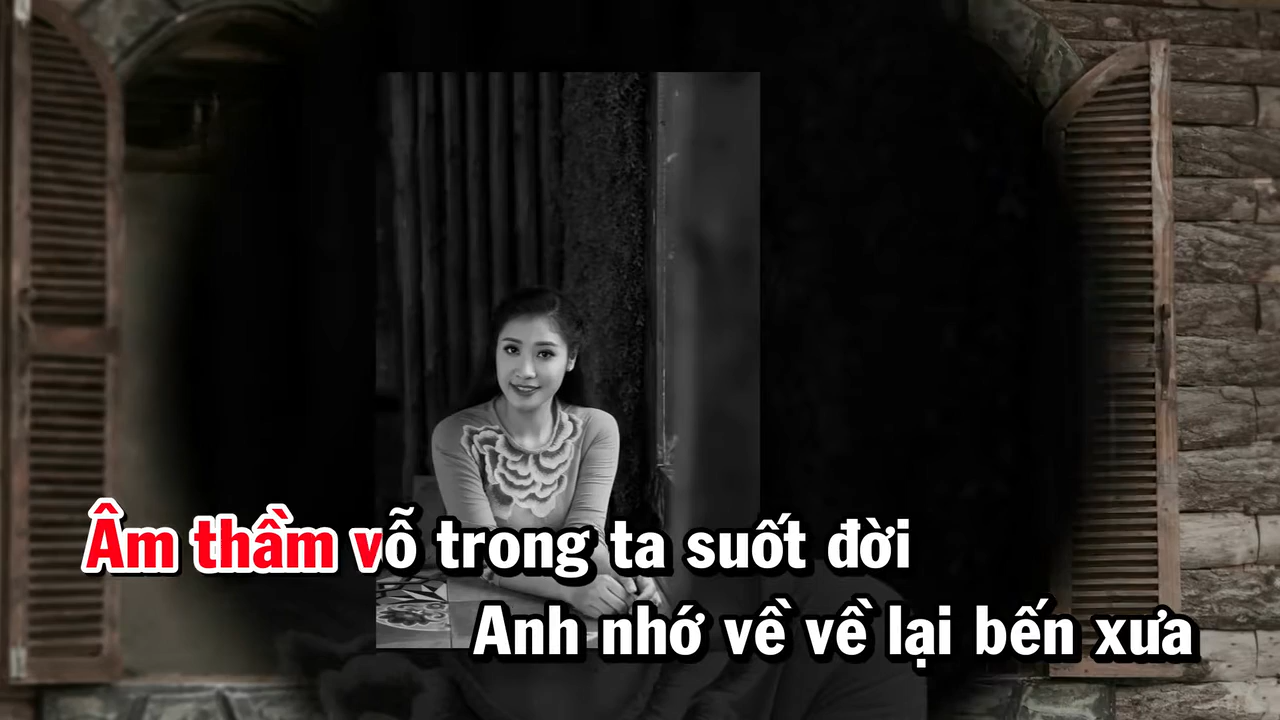 Âm thầm vỗ trong ta suốt đời
Anh nhớ về về lại bến xưa